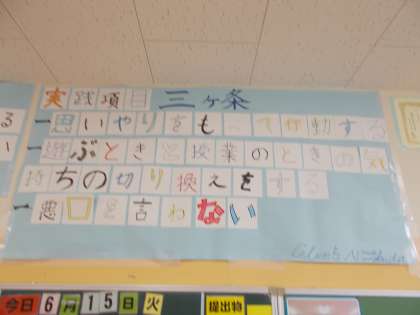 実践項目 三ヶ条
一思いやりをもって行動する
一遊ぶときと授業のときの気
持ちの切り換えをする
一悪口を言わない
今日6月15日火 提出物